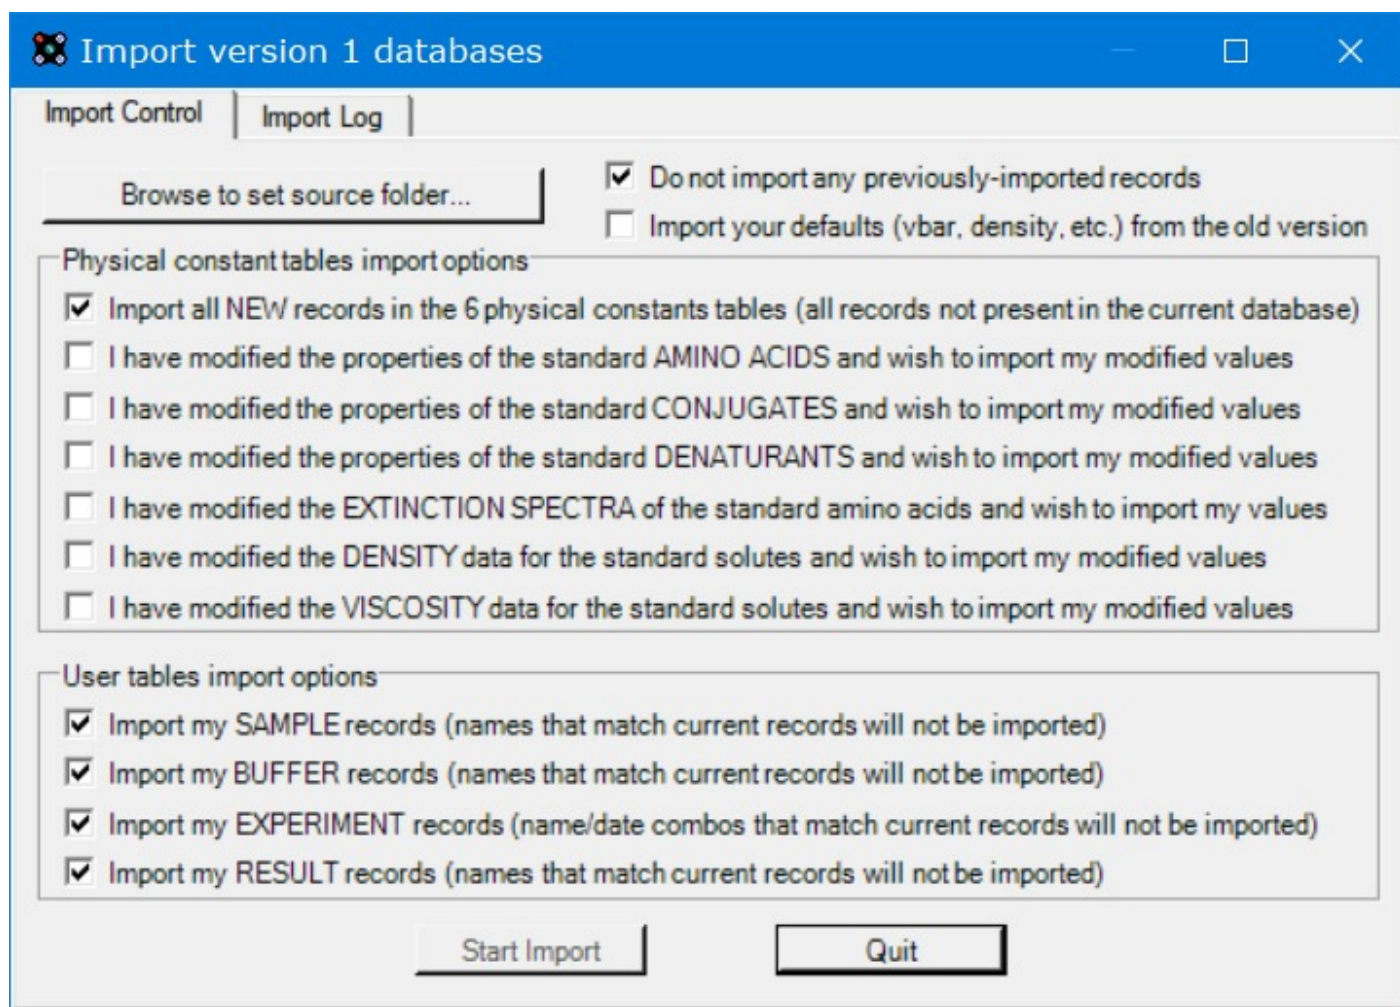 Import version 1 databases
Import Control
Import Log
Browse to set source folder...
Do not import any previously-imported records
Import your defaults (vbar, density, etc.) from the old version
Physical constant tables import options
Import all NEW records in the 6 physical constants tables (all records not present in the current database)
I have modified the properties of the standard AMINO ACIDS and wish to import my modified values
I have modified the properties of the standard CONJUGATES and wish to import my modified values
I have modified the properties of the standard DENATURANTS and wish to import my modified values
I have modified the EXTINCTION SPECTRA of the standard amino acids and wish to import my values
I have modified the DENSITY data for the standard solutes and wish to import my modified values
I have modified the VISCOSITY data for the standard solutes and wish to import my modified values
User tables import options
Import my SAMPLE records (names that match current records will not be imported)
Import my BUFFER records (names that match current records will not be imported)
Import my EXPERIMENT records (name/date combos that match current records will not be imported)
Import my RESULT records (names that match current records will not be imported)
Start Import
Quit